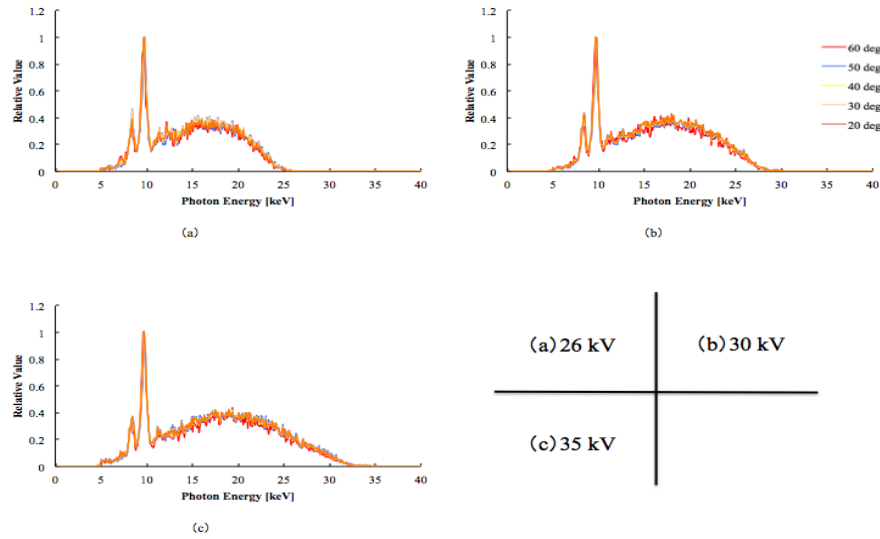 1.2
1
0.8
0.6
0.4
0.2
0
Relative Value
0 5 10 15 20 25 30 35 40
Photon Energy [keV]
(a)
1.2
1
0.8
0.6
0.4
0.2
0
Relative Value
0 5 10 15 20 25 30 35 40
Photon Energy [keV]
(b)
60 deg
50 deg
40 deg
30 deg
20 deg
1.2
1
0.8
0.6
0.4
0.2
0
Relative Value
0 5 10 15 20 25 30 35 40
Photon Energy [keV]
(c)
(a) 26 kV
(b) 30 kV
(c) 35 kV